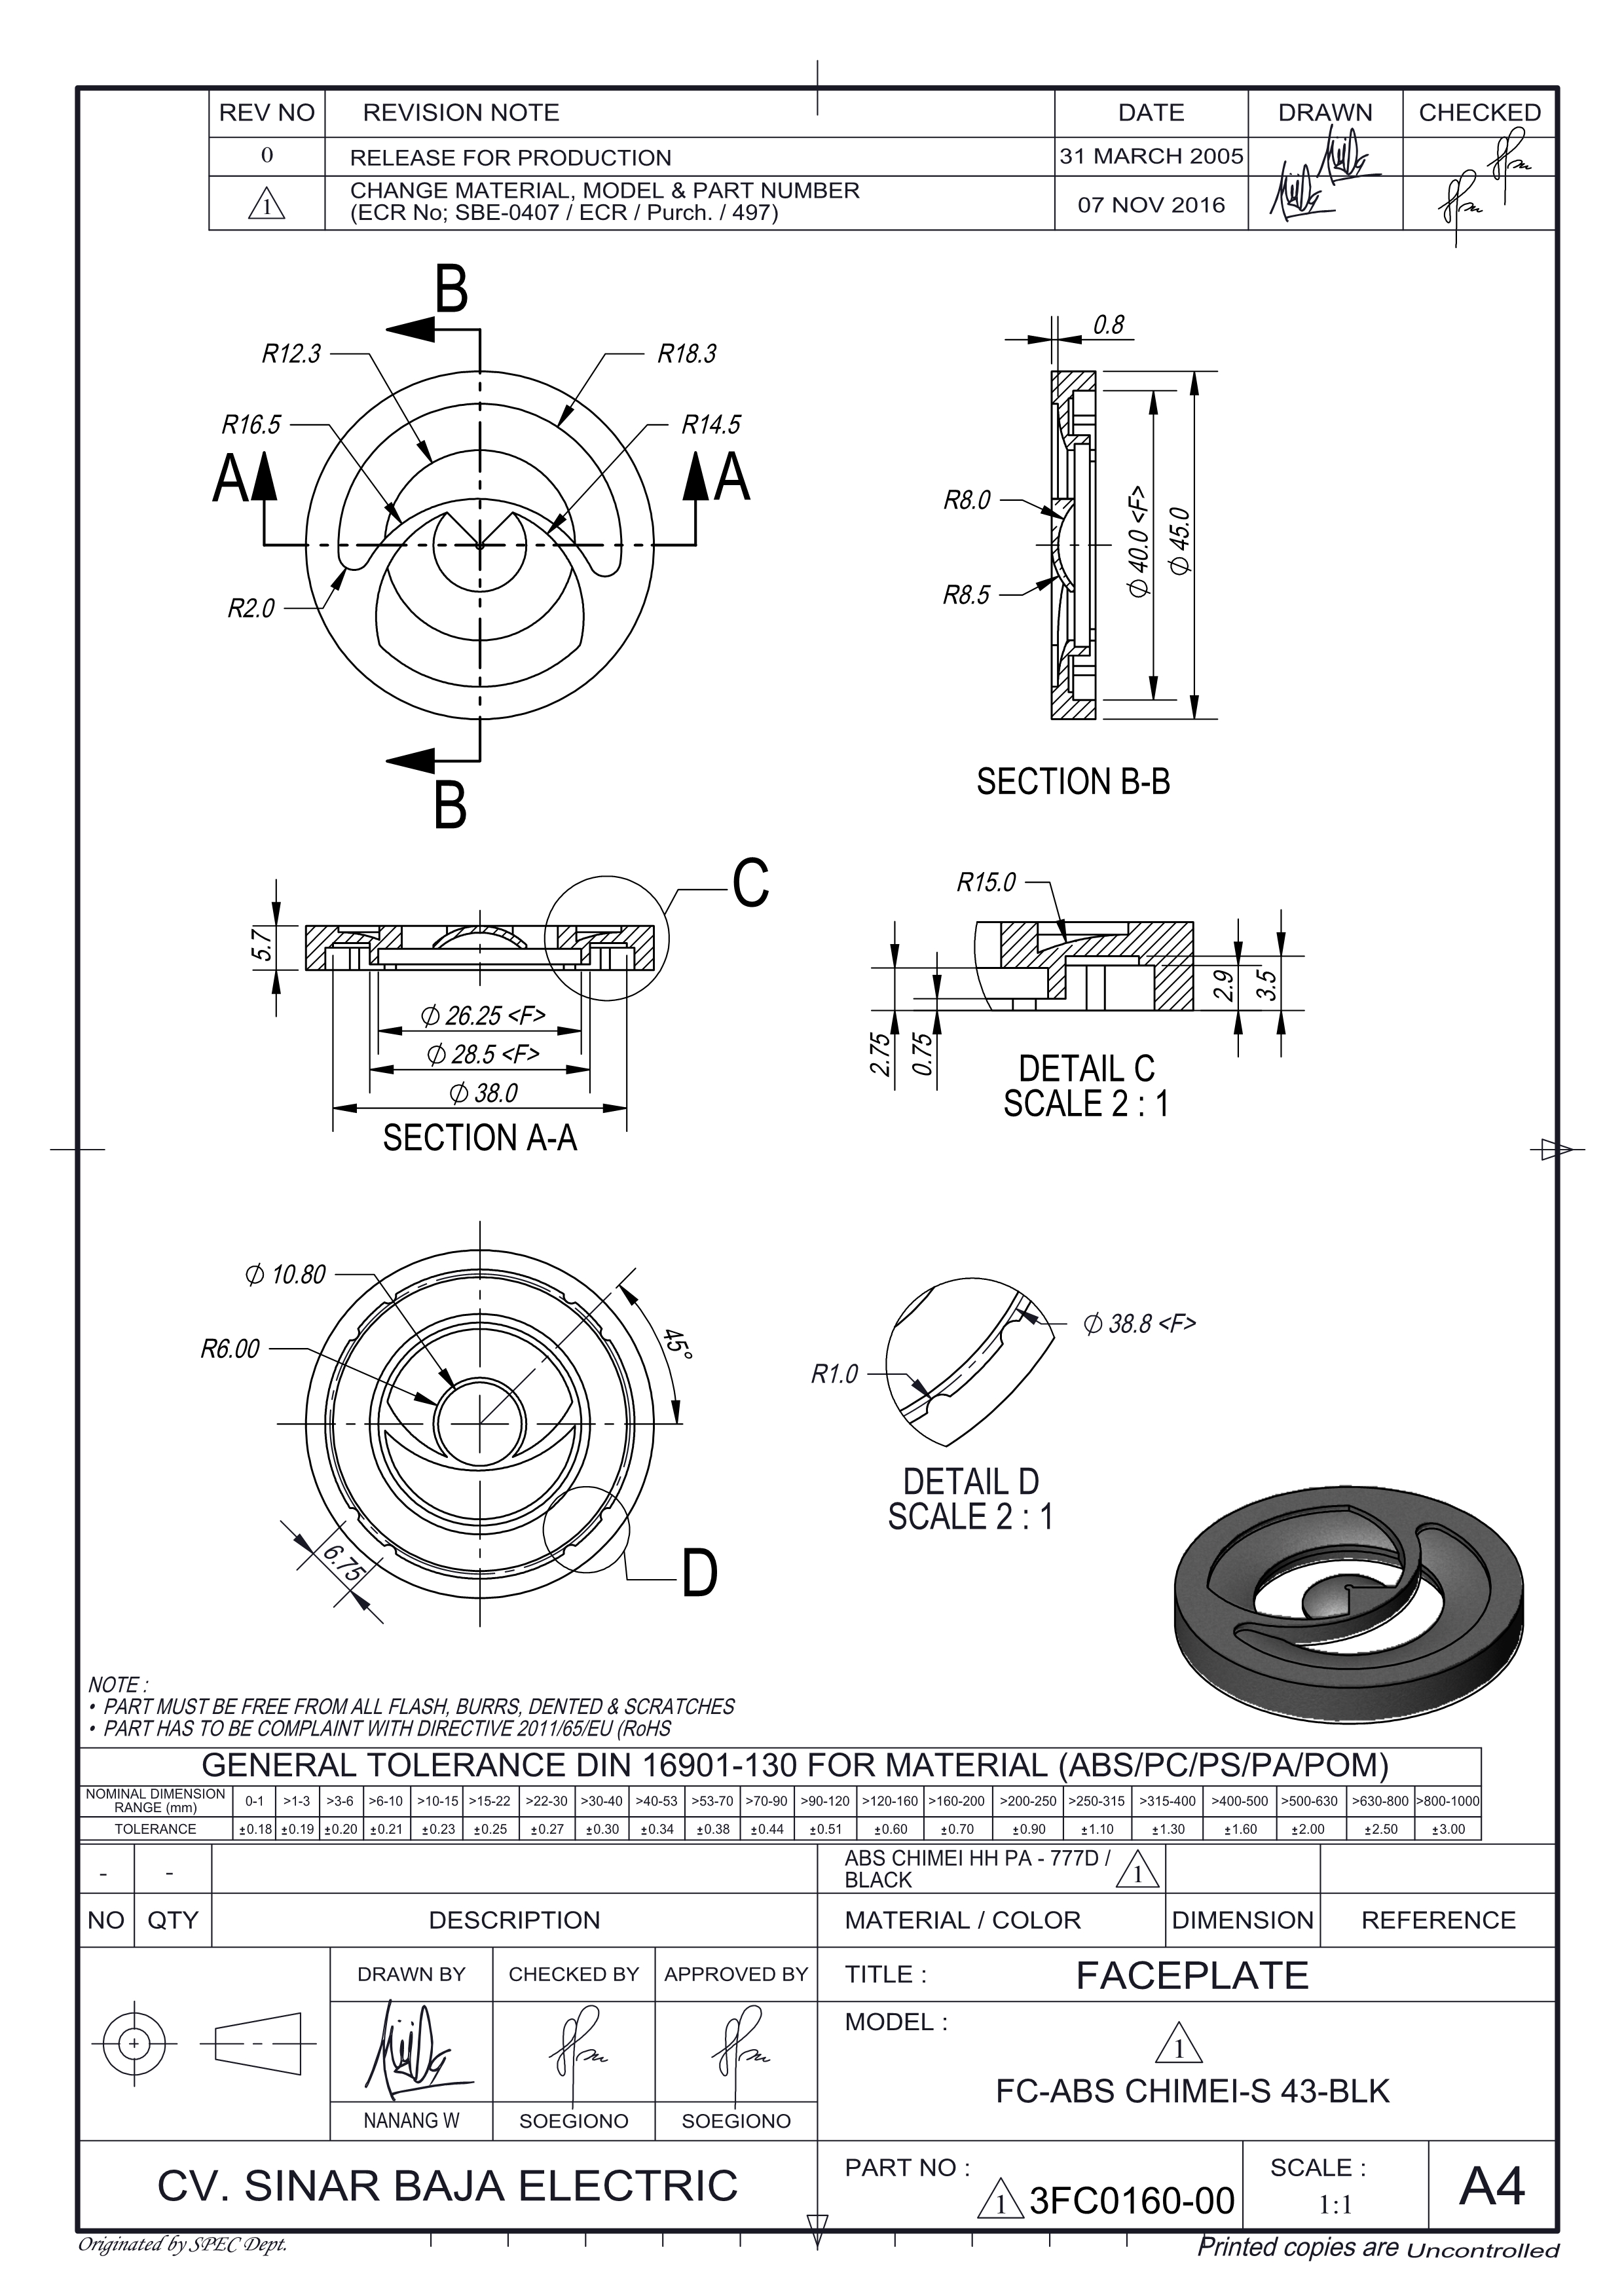 REV NO REVISION NOTE DATE DRAWN CHECKED
0 RELEASE FOR PRODUCTION 31 MARCH 2005
1 CHANGE MATERIAL, MODEL & PART NUMBER
(ECR No; SBE-0407 / ECR / Purch. / 497) 07 NOV 2016
B
R12.3 R18.3
R16.5 R14.5
A A
R2.0
B
0.8
R8.0
R8.5
⌀ 40.0 <F>
⌀ 45.0
SECTION B-B
C
5.7
⌀ 26.25 <F>
⌀ 28.5 <F>
⌀ 38.0
SECTION A-A
R15.0
2.75
0.75
2.9
3.5
DETAIL C
SCALE 2 : 1
⌀ 10.80
R6.00
45°
6.75
D
⌀ 38.8 <F>
R1.0
DETAIL D
SCALE 2 : 1
NOTE :
• PART MUST BE FREE FROM ALL FLASH, BURRS, DENTED & SCRATCHES
• PART HAS TO BE COMPLAINT WITH DIRECTIVE 2011/65/EU (RoHS
GENERAL TOLERANCE DIN 16901-130 FOR MATERIAL (ABS/PC/PS/PA/POM)
NOMINAL DIMENSION RANGE (mm) 0-1 >1-3 >3-6 >6-10 >10-15 >15-22 >22-30 >30-40 >40-53 >53-70 >70-90 >90-120 >120-160 >160-200 >200-250 >250-315 >315-400 >400-500 >500-630 >630-800 >800-1000
TOLERANCE ±0.18 ±0.19 ±0.20 ±0.21 ±0.23 ±0.25 ±0.27 ±0.30 ±0.34 ±0.38 ±0.44 ±0.51 ±0.60 ±0.70 ±0.90 ±1.10 ±1.30 ±1.60 ±2.00 ±2.50 ±3.00
- - ABS CHIMEI HH PA - 777D /
BLACK 1
NO QTY DESCRIPTION MATERIAL / COLOR DIMENSION REFERENCE
DRAWN BY CHECKED BY APPROVED BY
NANANG W SOEGIONO SOEGIONO
TITLE : FACEPLATE
MODEL :
1
FC-ABS CHIMEI-S 43-BLK
CV. SINAR BAJA ELECTRIC
PART NO :
1 3FC0160-00
SCALE :
1:1
A4
Originated by SPEC Dept.
Printed copies are Uncontrolled